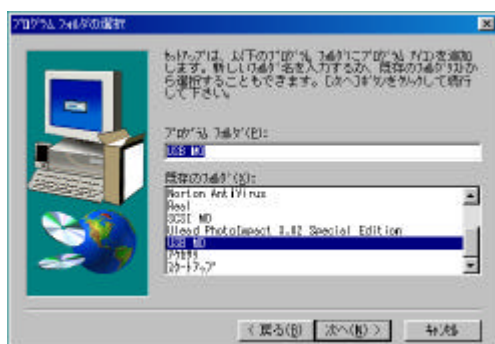 ﾌﾟﾛｸﾞﾗﾑ ﾌｫﾙﾀﾞの選択
ｾｯﾄｱｯﾌﾟは、以下のﾌﾟﾛｸﾞﾗﾑ ﾌｫﾙﾀﾞにﾌﾟﾛｸﾞﾗﾑ ｱｲｺﾝを追加
します。新しいﾌｫﾙﾀﾞ名を入力するか、既存のﾌｫﾙﾀﾞﾘｽﾄか
ら選択することもできます。[次へ]ﾎﾞﾀﾝをｸﾘｯｸして続行
して下さい。
ﾌﾟﾛｸﾞﾗﾑ ﾌｫﾙﾀﾞ(P):
USB MO
既存のﾌｫﾙﾀﾞ(X):
Norton AntiVirus
Real
SCSI MO
Ulead PhotoImpact 3.02 Special Edition
USB MO
ｱｸｾｻﾘ
ｽﾀｰﾄｱｯﾌﾟ
< 戻る(B)
次へ(N) >
ｷｬﾝｾﾙ